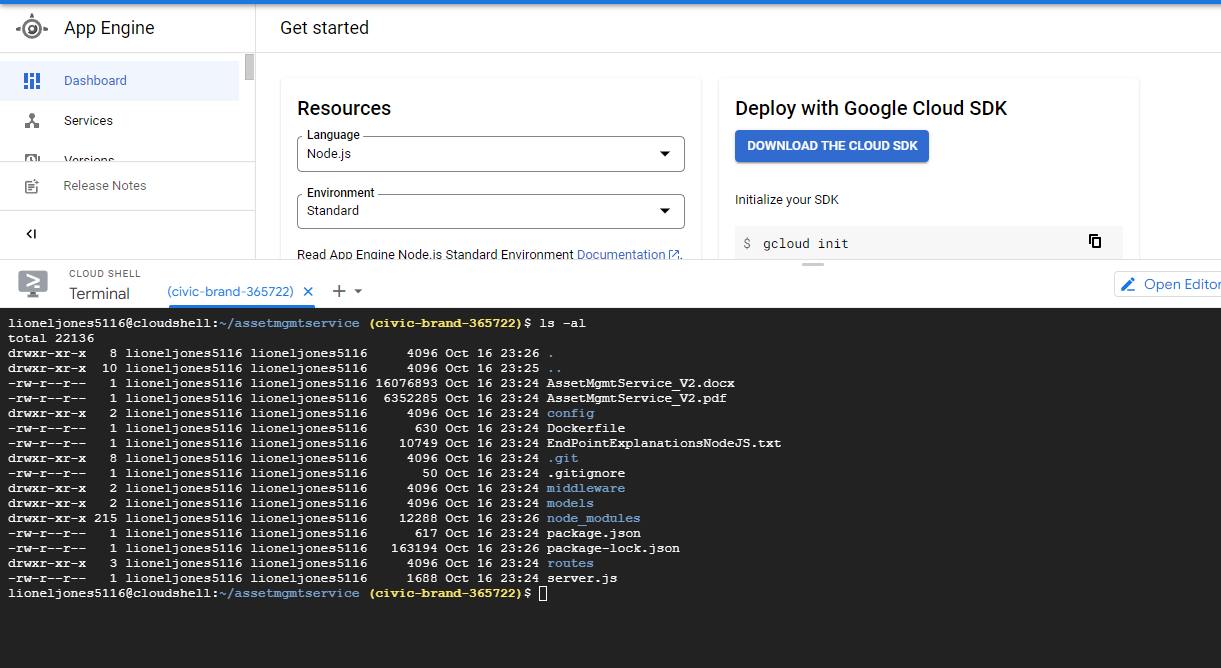 App Engine
Get started
Dashboard
Services
Versions
Release Notes
Resources
Language
Node.js
Environment
Standard
Read App Engine Node.js Standard Environment Documentation.
Deploy with Google Cloud SDK
DOWNLOAD THE CLOUD SDK
Initialize your SDK
$ gcloud init
CLOUD SHELL
Terminal
(civic-brand-365722) × + 
Open Editor
lioneljones5116@cloudshell:~/assetmgmtservice (civic-brand-365722)$ ls -al
total 22136
drwxr-xr-x   8 lioneljones5116 lioneljones5116     4096 Oct 16 23:26 .
drwxr-xr-x  10 lioneljones5116 lioneljones5116     4096 Oct 16 23:25 ..
-rw-r--r--   1 lioneljones5116 lioneljones5116 16076893 Oct 16 23:24 AssetMgmtService_V2.docx
-rw-r--r--   1 lioneljones5116 lioneljones5116  6352285 Oct 16 23:24 AssetMgmtService_V2.pdf
drwxr-xr-x   2 lioneljones5116 lioneljones5116     4096 Oct 16 23:24 config
-rw-r--r--   1 lioneljones5116 lioneljones5116      630 Oct 16 23:24 Dockerfile
-rw-r--r--   1 lioneljones5116 lioneljones5116    10749 Oct 16 23:24 EndPointExplanationsNodeJS.txt
drwxr-xr-x   8 lioneljones5116 lioneljones5116     4096 Oct 16 23:24 .git
-rw-r--r--   1 lioneljones5116 lioneljones5116       50 Oct 16 23:24 .gitignore
drwxr-xr-x   2 lioneljones5116 lioneljones5116     4096 Oct 16 23:24 middleware
drwxr-xr-x   2 lioneljones5116 lioneljones5116     4096 Oct 16 23:24 models
drwxr-xr-x 215 lioneljones5116 lioneljones5116    12288 Oct 16 23:26 node_modules
-rw-r--r--   1 lioneljones5116 lioneljones5116      617 Oct 16 23:24 package.json
-rw-r--r--   1 lioneljones5116 lioneljones5116   163194 Oct 16 23:26 package-lock.json
drwxr-xr-x   3 lioneljones5116 lioneljones5116     4096 Oct 16 23:24 routes
-rw-r--r--   1 lioneljones5116 lioneljones5116     1688 Oct 16 23:24 server.js
lioneljones5116@cloudshell:~/assetmgmtservice (civic-brand-365722)$